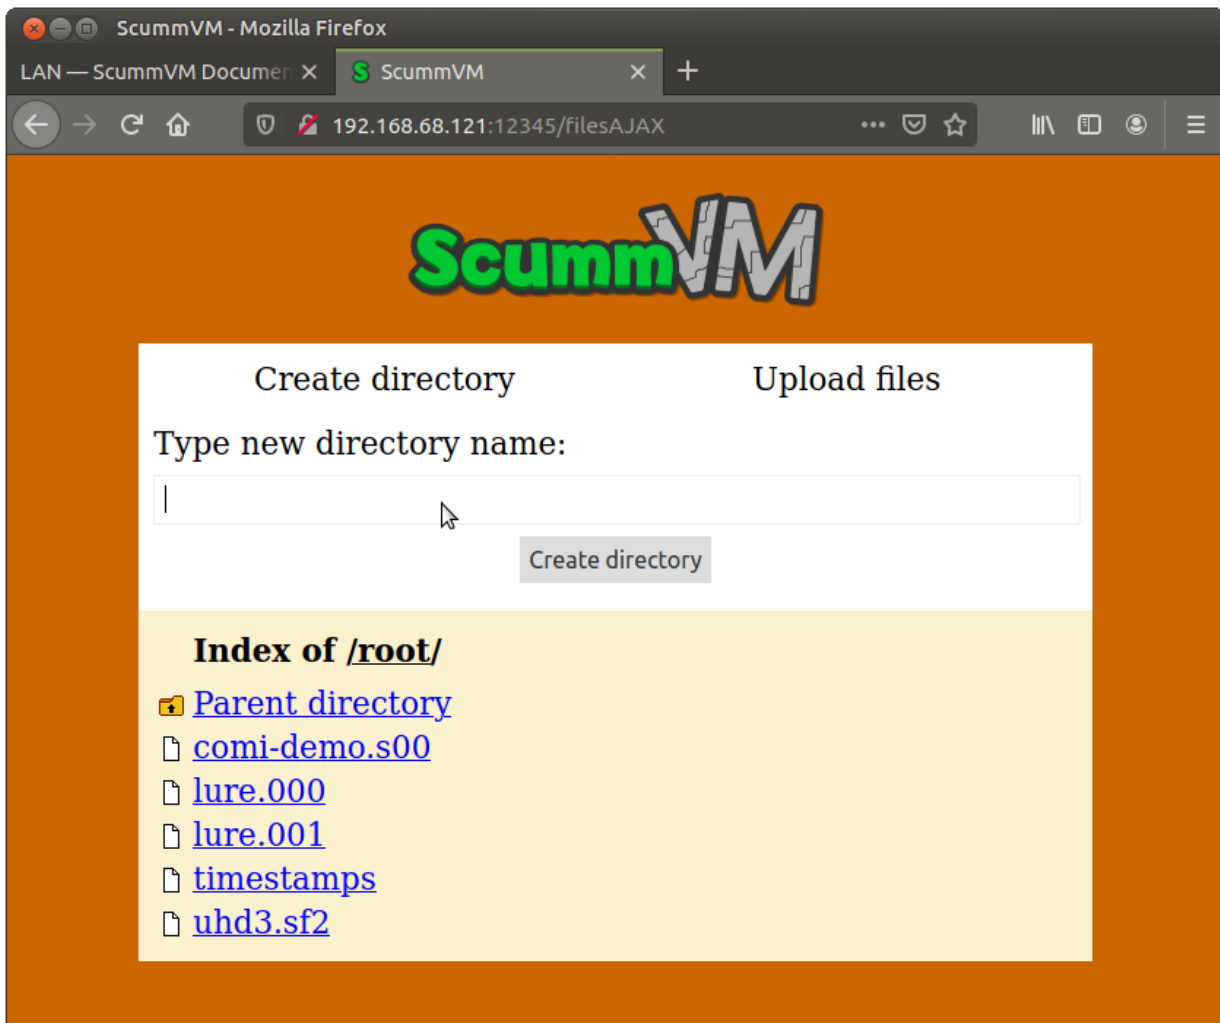 ScummVM - Mozilla Firefox
LAN — ScummVM Documen
ScummVM
192.168.68.121:12345/filesAJAX
ScummVM
Create directory Upload files
Type new directory name:
Create directory
Index of /root/
Parent directory
comi-demo.s00
lure.000
lure.001
timestamps
uhd3.sf2